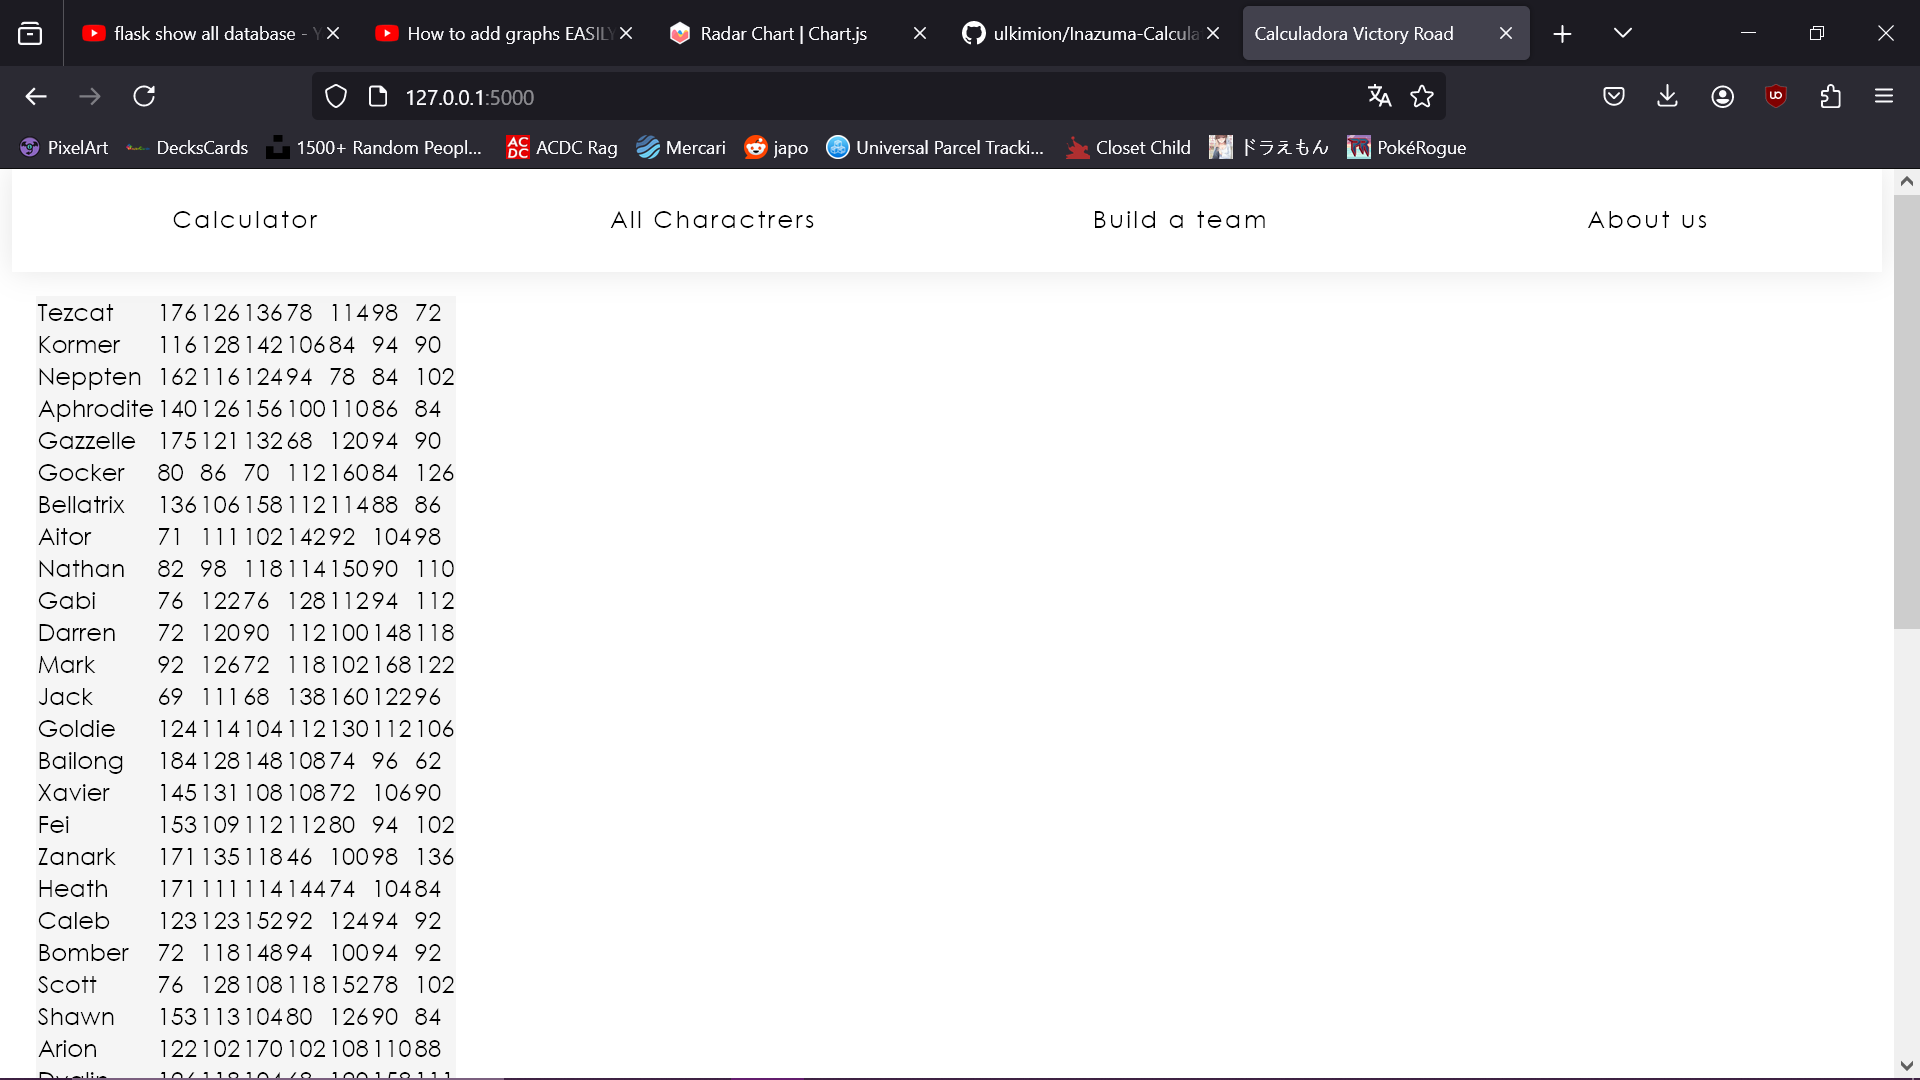 flask show all database - Y
How to add graphs EASILY
Radar Chart | Chart.js
ulkimion/Inazuma-Calcula
Calculadora Victory Road
127.0.0.1:5000
PixelArt
DecksCards
1500+ Random Peopl...
ACDC Rag
Mercari
japo
Universal Parcel Tracki...
Closet Child
ドラえもん
PokéRogue
Calculator
All Charactrers
Build a team
About us
Tezcat 176 126 136 78 114 98 72
Kormer 116 128 142 106 84 94 90
Neppten 162 116 124 94 78 84 102
Aphrodite 140 126 156 100 110 86 84
Gazzelle 175 121 132 68 120 94 90
Gocker 80 86 70 112 160 84 126
Bellatrix 136 106 158 112 114 88 86
Aitor 71 111 102 142 92 104 98
Nathan 82 98 118 114 150 90 110
Gabi 76 122 76 128 112 94 112
Darren 72 120 90 112 100 148 118
Mark 92 126 72 118 102 168 122
Jack 69 111 68 138 160 122 96
Goldie 124 114 104 112 130 112 106
Bailong 184 128 148 108 74 96 62
Xavier 145 131 108 108 72 106 90
Fei 153 109 112 112 80 94 102
Zanark 171 135 118 46 100 98 136
Heath 171 111 114 144 74 104 84
Caleb 123 123 152 92 124 94 92
Bomber 72 118 148 94 100 94 92
Scott 76 128 108 118 152 78 102
Shawn 153 113 104 80 126 90 84
Arion 122 102 170 102 108 110 88